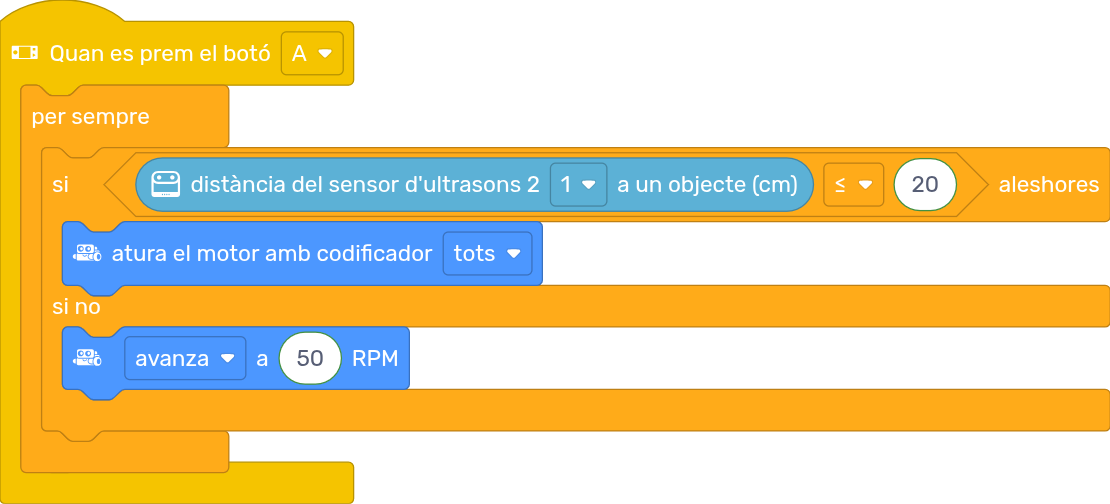 Quan es prem el botó A
per sempre
si distància del sensor d'ultrasons 2 1 a un objecte (cm) ≤ 20 aleshores
atura el motor amb codificador tots
si no
avanza a 50 RPM